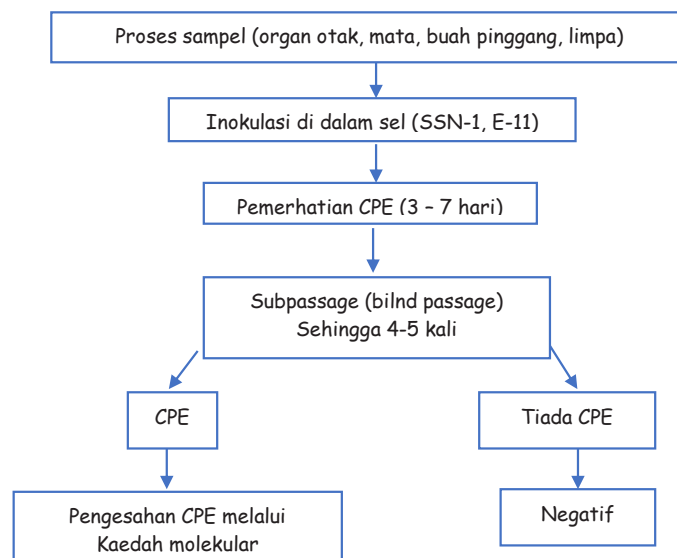 Proses sampel (organ otak, mata, buah pinggang, limpa)
Inokulasi di dalam sel (SSN-1, E-11)
Pemerhatian CPE (3 – 7 hari)
Subpassage (bilnd passage)
Sehingga 4-5 kali
CPE
Tiada CPE
Pengesahan CPE melalui
Kaedah molekular
Negatif